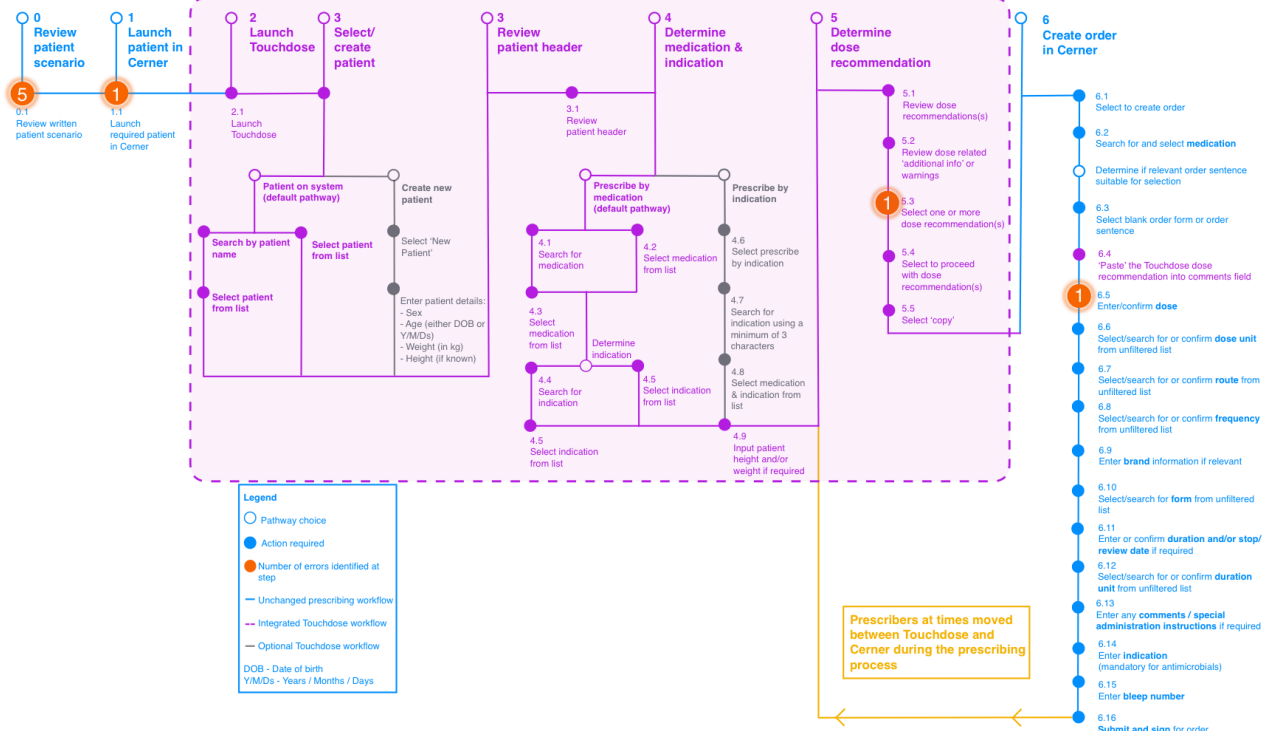 0
Review
patient
scenario
5
0.1
Review written
patient scenario
1
Launch
patient in
Cerner
1
1.1
Launch
required patient
in Cerner
2
Launch
Touchdose
2.1
Launch
Touchdose
3
Select/
create
patient
Patient on system
(default pathway)
Search by patient
name
Select patient
from list
Select patient
from list
Create new
patient
Select 'New
Patient'
Enter patient details:
- Sex
- Age (either DOB or
Y/M/Ds)
- Weight (in kg)
- Height (if known)
3
Review
patient header
3.1
Review
patient header
4
Determine
medication &
indication
Prescribe by
medication
(default pathway)
4.1
Search for
medication
4.2
Select medication
from list
4.3
Select
medication
from list
Determine
indication
4.4
Search for
indication
4.5
Select indication
from list
4.5
Select indication
from list
Prescribe by
indication
4.6
Select prescribe
by indication
4.7
Search for
indication using a
minimum of 3
characters
4.8
Select medication
& indication from
list
4.9
Input patient
height and/or
weight if required
5
Determine
dose
recommendation
5.1
Review dose
recommendations(s)
5.2
Review dose related
'additional info' or
warnings
1
5.3
Select one or more
dose recommendation(s)
5.4
Select to proceed
with dose
recommendation(s)
5.5
Select 'copy'
6
Create order
in Cerner
6.1
Select to create order
6.2
Search for and select medication
Determine if relevant order sentence
suitable for selection
6.3
Select blank order form or order
sentence
6.4
'Paste' the Touchdose dose
recommendation into comments field
1
6.5
Enter/confirm dose
6.6
Select/search for or confirm dose unit
from unfiltered list
6.7
Select/search for or confirm route from
unfiltered list
6.8
Select/search for or confirm frequency
from unfiltered list
6.9
Enter brand information if relevant
6.10
Select/search for form from unfiltered
list
6.11
Enter or confirm duration and/or stop/
review date if required
6.12
Select/search for or confirm duration
unit from unfiltered list
6.13
Enter any comments / special
administration instructions if required
6.14
Enter indication
(mandatory for antimicrobials)
6.15
Enter bleep number
6.16
Submit and sign for order
Legend
Pathway choice
Action required
Number of errors identified at
step
Unchanged prescribing workflow
Integrated Touchdose workflow
Optional Touchdose workflow
DOB - Date of birth
Y/M/Ds - Years / Months / Days
Prescribers at times moved
between Touchdose and
Cerner during the prescribing
process